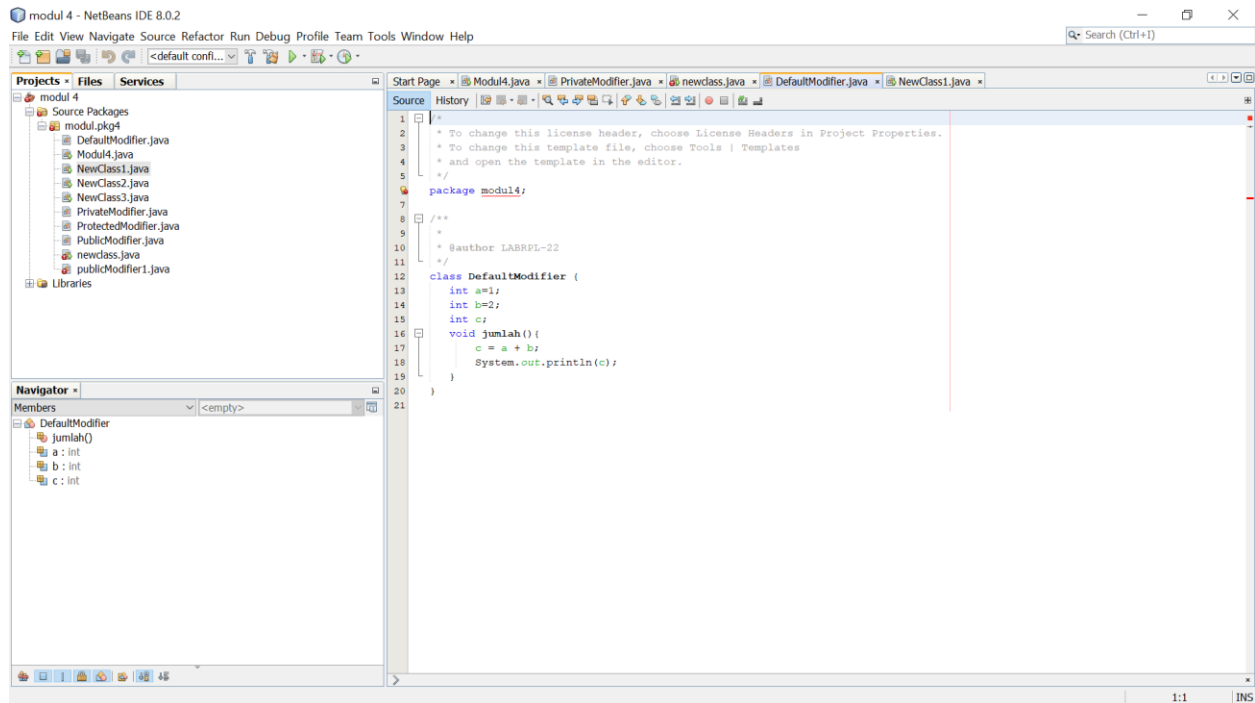 modul 4 - NetBeans IDE 8.0.2
File Edit View Navigate Source Refactor Run Debug Profile Team Tools Window Help
Search (Ctrl+I)
<default confi...
Projects Files Services
modul 4
Source Packages
modul.pkg4
DefaultModifier.java
Modul4.java
NewClass1.java
NewClass2.java
NewClass3.java
PrivateModifier.java
ProtectedModifier.java
PublicModifier.java
newclass.java
publicModifier1.java
Libraries
Navigator
Members <empty>
DefaultModifier
jumlah()
a : int
b : int
c : int
Start Page Modul4.java PrivateModifier.java newclass.java DefaultModifier.java NewClass1.java
Source History
1 /*
2 * To change this license header, choose License Headers in Project Properties.
3 * To change this template file, choose Tools | Templates
4 * and open the template in the editor.
5 */
package modul4;
7
8 /**
9 *
10 * @author LABRPL-22
11 */
12 class DefaultModifier {
13 int a=1;
14 int b=2;
15 int c;
16 void jumlah(){
17 c = a + b;
18 System.out.println(c);
19 }
20 }
21
1:1 INS